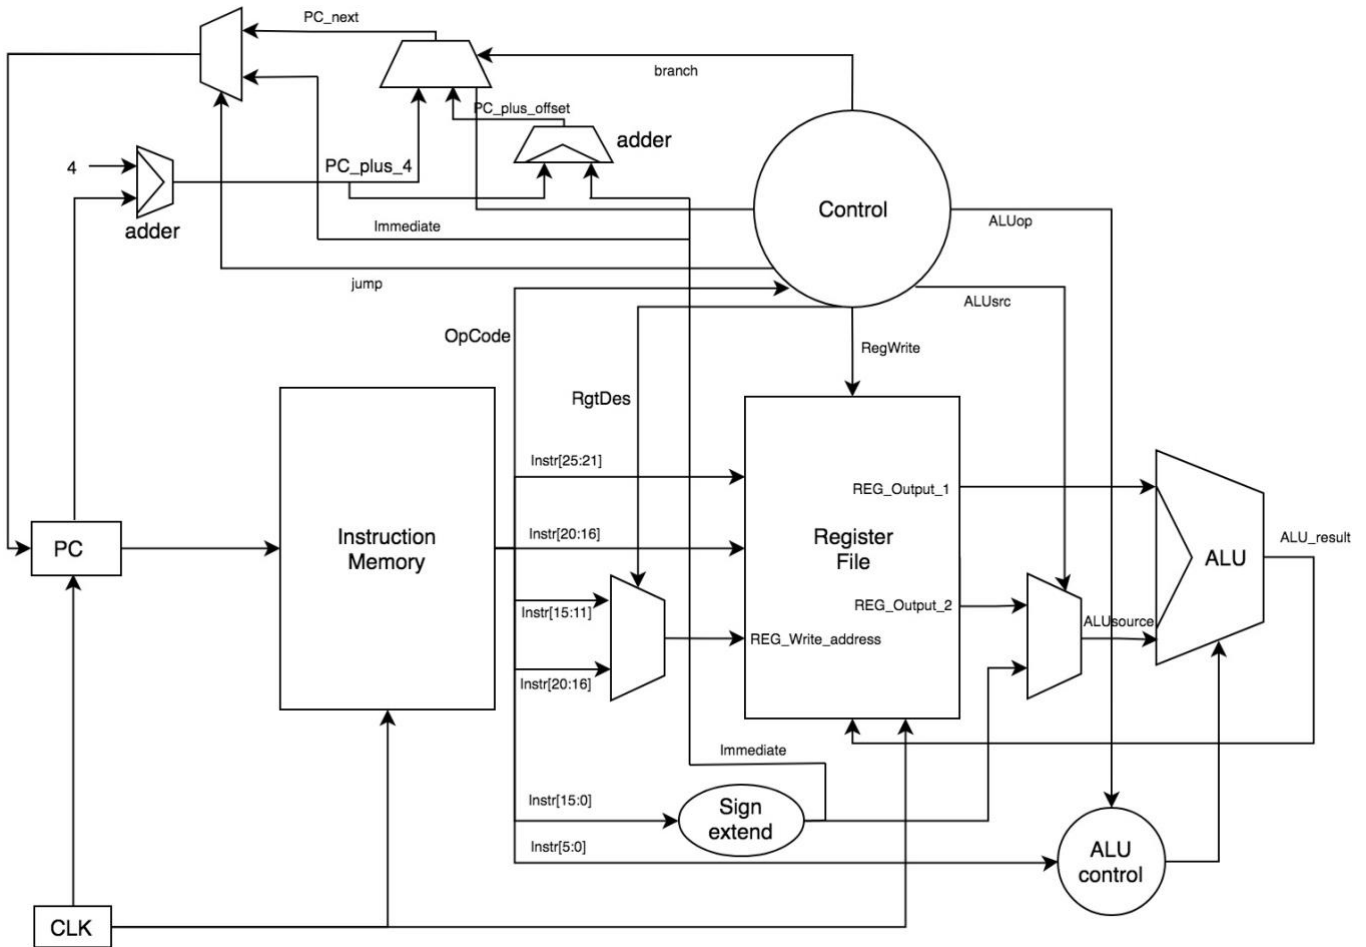 PC_next
branch
PC_plus_offset
adder
4
PC_plus_4
adder
Control
ALUop
Immediate
jump
ALUsrc
OpCode
RegWrite
RgtDes
Instr[25:21]
REG_Output_1
PC
Instruction
Memory
Instr[20:16]
Register
File
ALU
ALU_result
Instr[15:11]
REG_Output_2
ALUsource
REG_Write_address
Instr[20:16]
Immediate
Instr[15:0]
Sign
extend
Instr[5:0]
ALU
control
CLK